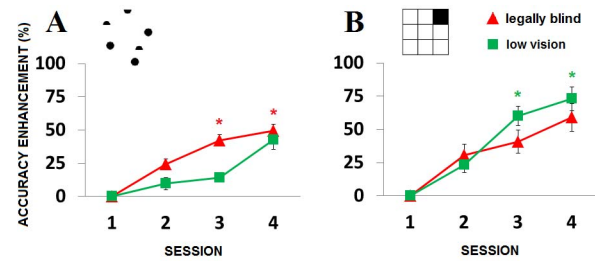 A
B
legally blind
low vision
ACCURACY ENHANCEMENT (%)
100
75
50
25
0
* *
1 2 3 4
SESSION
100
75
50
25
0
* *
1 2 3 4
SESSION